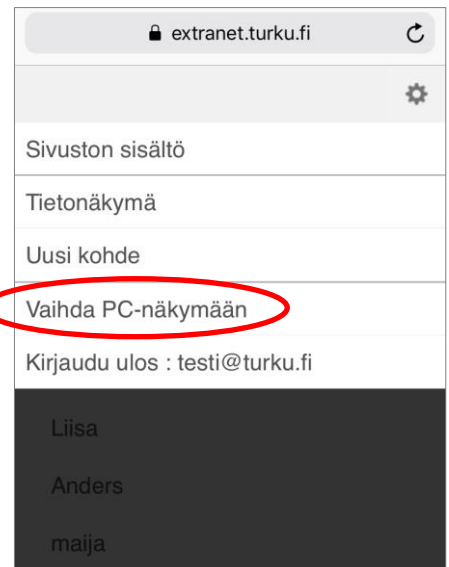 extranet.turku.fi
Sivuston sisältö
Tietonäkymä
Uusi kohde
Vaihda PC-näkymään
Kirjaudu ulos : testi@turku.fi
Liisa
Anders
maija